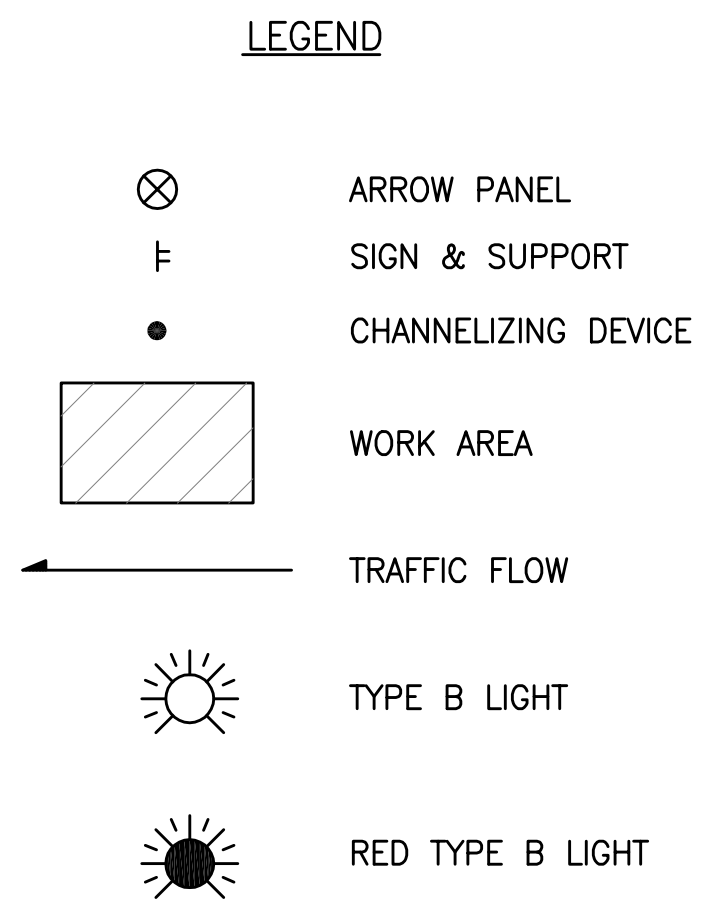 LEGEND
ARROW PANEL
SIGN & SUPPORT
CHANNELIZING DEVICE
WORK AREA
TRAFFIC FLOW
TYPE B LIGHT
RED TYPE B LIGHT